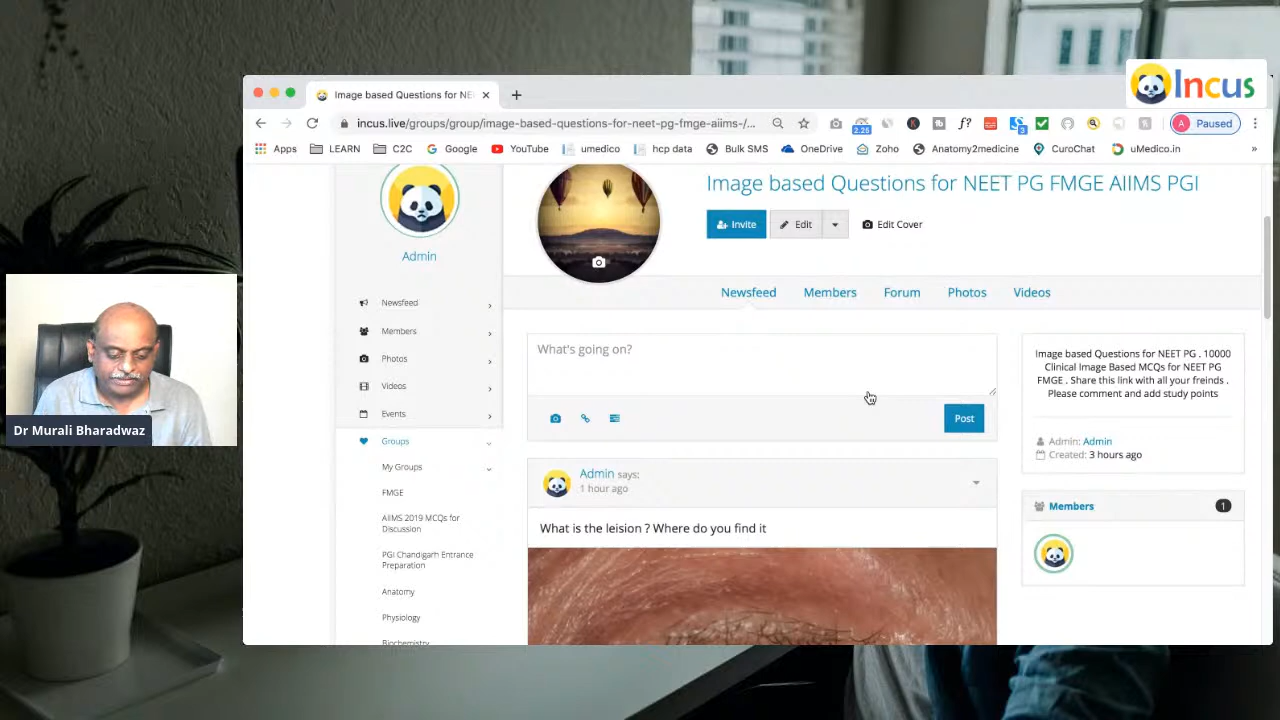 Incus
Image based Questions for NE
incus.live/groups/group/image-based-questions-for-neet-pg-fmge-aiims-/...
2.25
f?
3
A Paused
Apps
LEARN
C2C
Google
YouTube
umedico
hcp data
Bulk SMS
OneDrive
Zoho
Anatomy2medicine
CuroChat
uMedico.in
»
Image based Questions for NEET PG FMGE AIIMS PGI
Invite
Edit
Edit Cover
Admin
Newsfeed
Members
Forum
Photos
Videos
Newsfeed
Members
Photos
Videos
Events
Groups
My Groups
FMGE
AIIMS 2019 MCQs for
Discussion
PGI Chandigarh Entrance
Preparation
Anatomy
Physiology
Biochemistry
What's going on?
Post
Admin says:
1 hour ago
What is the leision ? Where do you find it
Image based Questions for NEET PG . 10000
Clinical Image Based MCQs for NEET PG
FMGE . Share this link with all your freinds .
Please comment and add study points
Admin: Admin
Created: 3 hours ago
Members
1
Dr Murali Bharadwaz